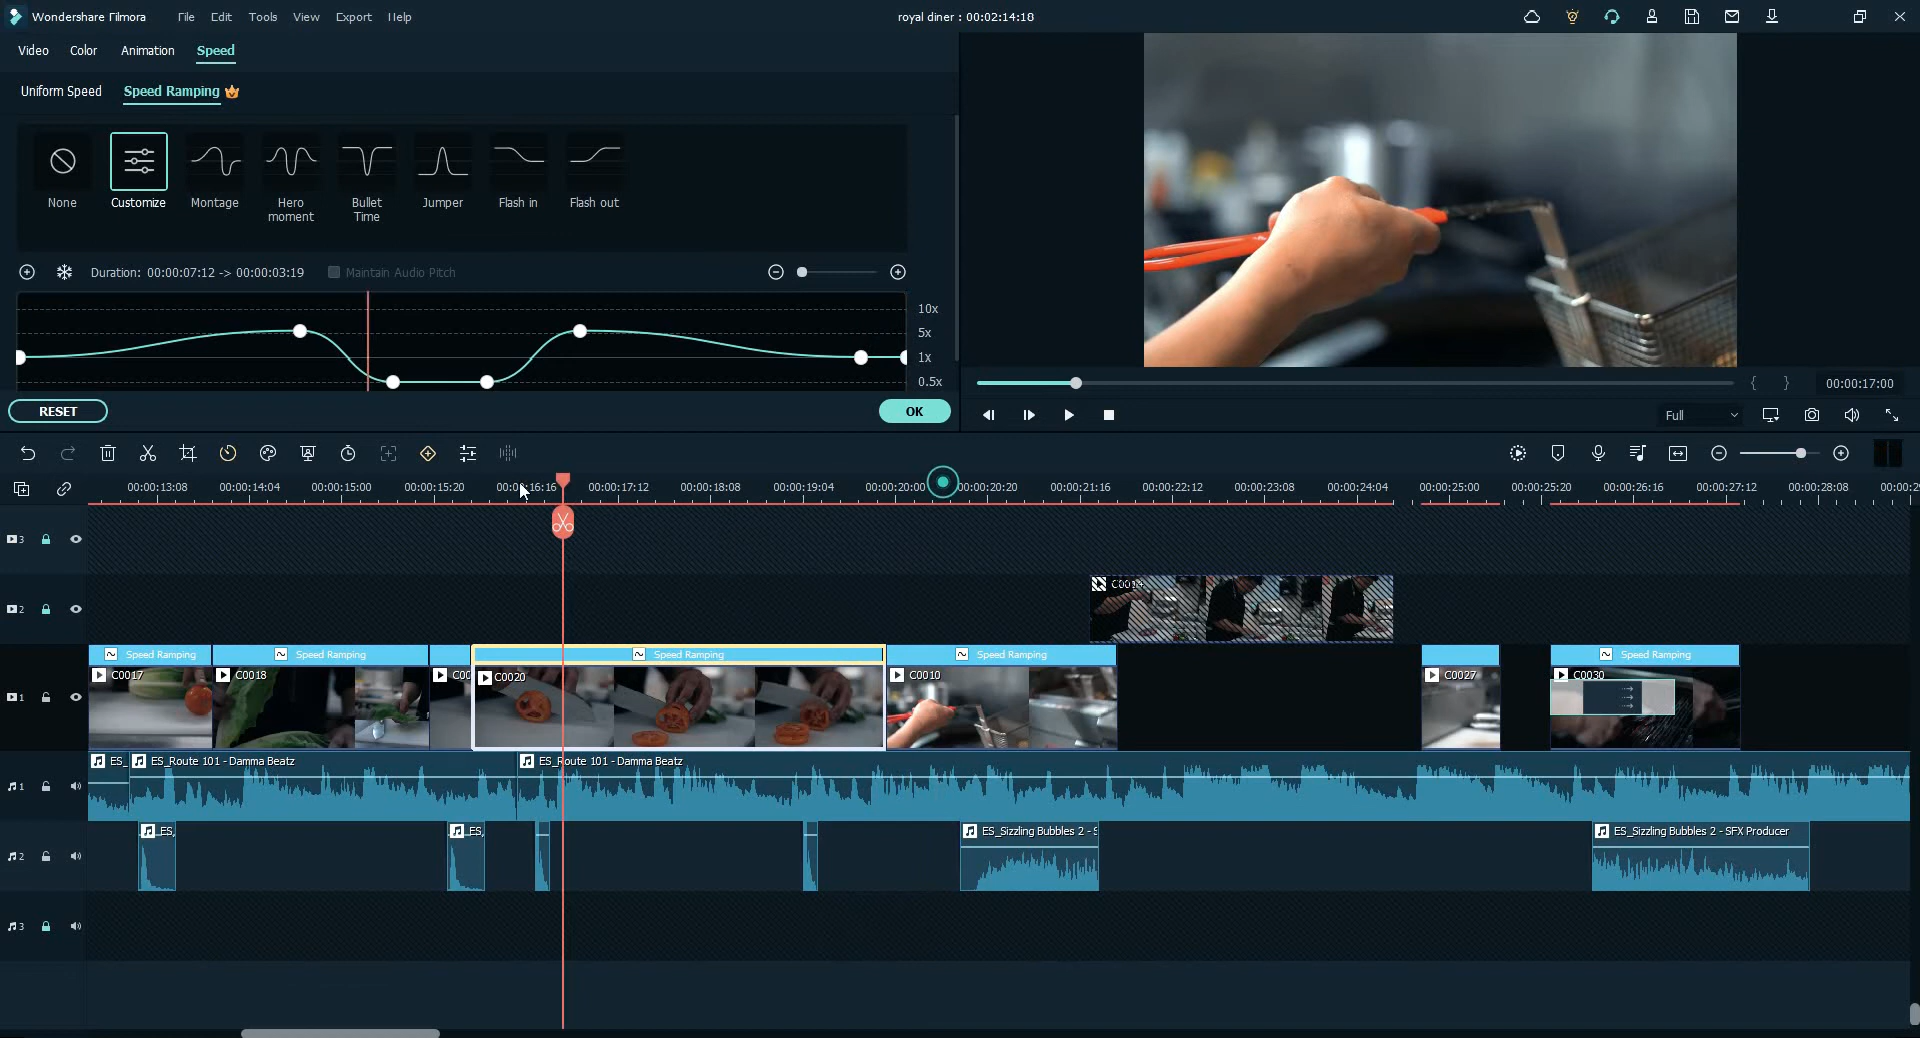 Wondershare Filmora File Edit Tools View Export Help royal diner : 00:02:14:18
Video Color Animation Speed
Uniform Speed Speed Ramping
None Customize Montage Hero moment Bullet Time Jumper Flash in Flash out
Duration: 00:00:07:12 -> 00:00:03:19 Maintain Audio Pitch
10x
5x
1x
0.5x
00:00:17:00
RESET OK
Full
00:00:13:08 00:00:14:04 00:00:15:00 00:00:15:20 00:00:16:16 00:00:17:12 00:00:18:08 00:00:19:04 00:00:20:00 00:00:20:20 00:00:21:16 00:00:22:12 00:00:23:08 00:00:24:04 00:00:25:00 00:00:25:20 00:00:26:16 00:00:27:12 00:00:28:08 00:00:2
3
2
Speed Ramping Speed Ramping Speed Ramping Speed Ramping Speed Ramping
1 C0017 C0018 C00 C0020 C0010 C0027 C0030
ES_ ES_Route 101 - Damma Beatz ES_Route 101 - Damma Beatz
1
ES_ ES_ ES_Sizzling Bubbles 2 - S ES_Sizzling Bubbles 2 - SFX Producer
2
3